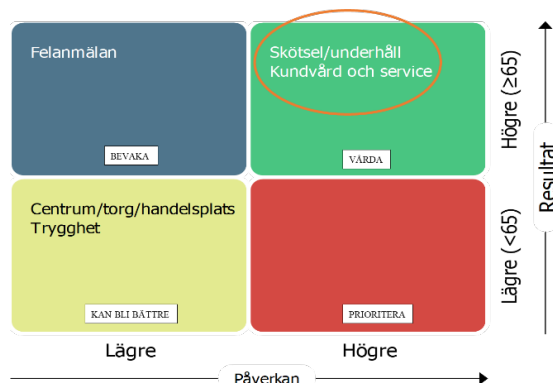 Felanmälan
Skötsel/underhåll
Kundvård och service
BEVAKA
VÅRDA
Högre (≥65)
Centrum/torg/handelsplats
Trygghet
KAN BLI BÄTTRE
PRIORITERA
Lägre (<65)
Resultat
Lägre
Högre
Påverkan